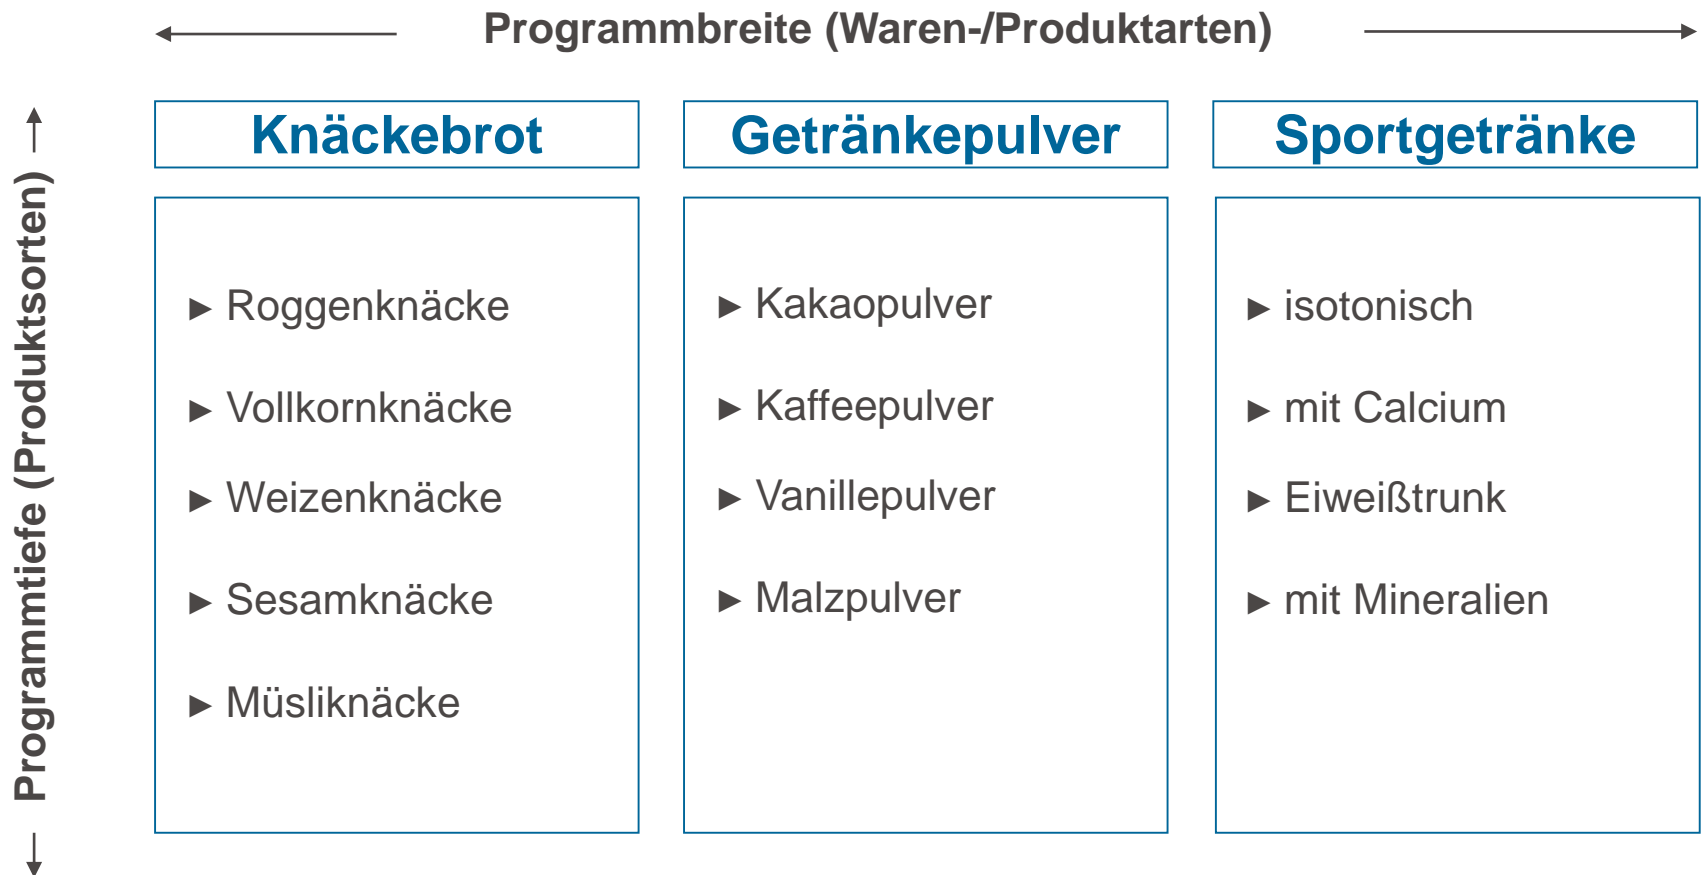 Programmbreite (Waren-/Produktarten)
Programmtiefe (Produktsorten)
Knäckebrot
► Roggenknäcke
► Vollkornknäcke
► Weizenknäcke
► Sesamknäcke
► Müsliknäcke
Getränkepulver
► Kakaopulver
► Kaffeepulver
► Vanillepulver
► Malzpulver
Sportgetränke
► isotonisch
► mit Calcium
► Eiweißtrunk
► mit Mineralien